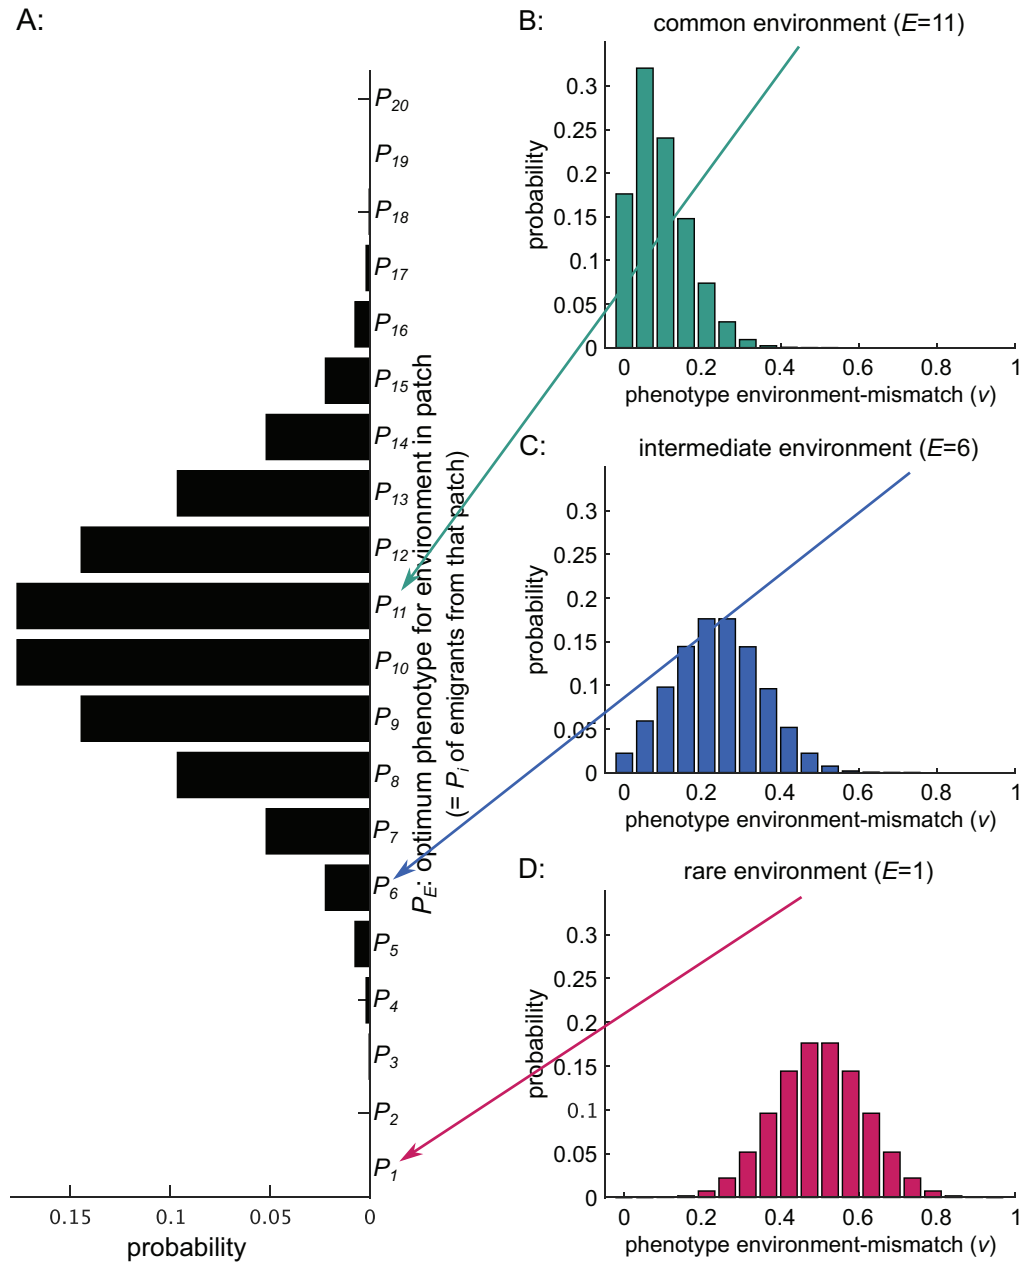 A:
P20
P19
P18
P17
P16
P15
P14
P13
P12
P11
P10
P9
P8
P7
P6
P5
P4
P3
P2
P1
0.15 0.1 0.05 0
probability
PE: optimum phenotype for environment in patch
(= Pi of emigrants from that patch)
B: common environment (E=11)
0.3
0.25
0.2
0.15
0.1
0.05
0
probability
0 0.2 0.4 0.6 0.8 1
phenotype environment-mismatch (v)
C: intermediate environment (E=6)
0.3
0.25
0.2
0.15
0.1
0.05
0
probability
0 0.2 0.4 0.6 0.8 1
phenotype environment-mismatch (v)
D: rare environment (E=1)
0.3
0.25
0.2
0.15
0.1
0.05
0
probability
0 0.2 0.4 0.6 0.8 1
phenotype environment-mismatch (v)